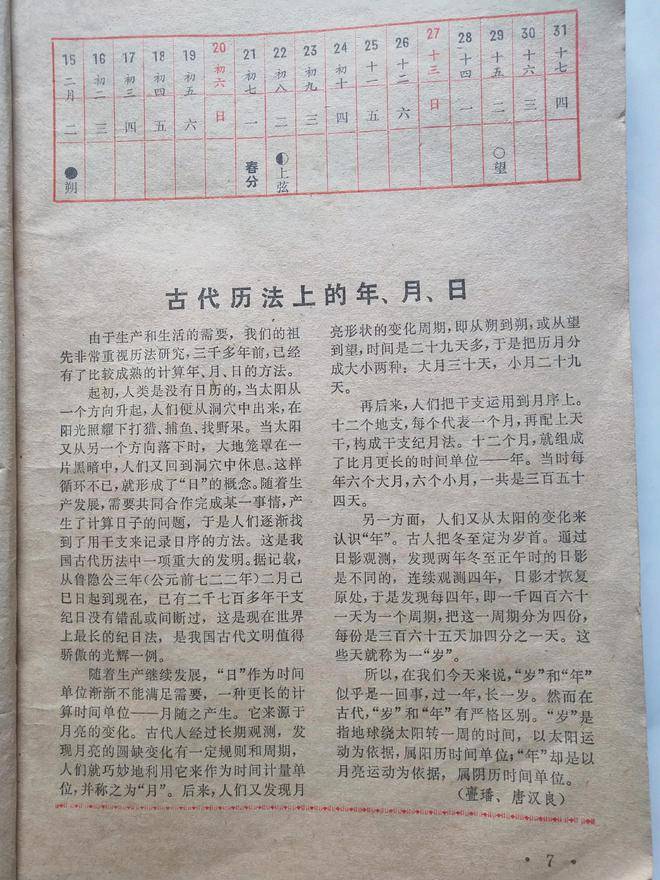 15 16 17 18 19 20 21 22 23 24 25 26 27 28 29 30 31
二月 初二 初三 初四 初五 初六 初七 初八 初九 初十 十一 十二 十三 十四 十五 十六 十七
二 三 四 五 六 日 一 二 三 四 五 六 日 一 二 三 四
●朔 春分 上弦 ○望
古代历法上的年、月、日
由于生产和生活的需要，我们的祖
先非常重视历法研究，三千多年前，已经
有了比较成熟的计算年、月、日的方法。
起初，人类是没有日历的，当太阳从
一个方向升起，人们便从洞穴中出来，在
阳光照耀下打猎、捕鱼、找野果。当太阳
又从另一个方向落下时，大地笼罩在一
片黑暗中，人们又回到洞穴中休息。这样
循环不已，就形成了“日”的概念。随着生
产发展，需要共同合作完成某一事情，产
生了计算日子的问题，于是人们逐渐找
到了用干支来记录日序的方法。这是我
国古代历法中一项重大的发明。据记载，
从鲁隐公三年（公元前七二二年）二月己
巳日起到现在，已有二千七百多年干支
纪日没有错乱或间断过，这是现在世界
上最长的纪日法，是我国古代文明值得
骄傲的光辉一例。
随着生产继续发展，“日”作为时间
单位渐渐不能满足需要，一种更长的计
算时间单位——月随之产生。它来源于
月亮的变化。古代人经过长期观测，发
现月亮的圆缺变化有一定规则和周期，
人们就巧妙地利用它来作为时间计量单
位，并称之为“月”。后来，人们又发现月
亮形状的变化周期，即从朔到朔，或从望
到望，时间是二十九天多，于是把历月分
成大小两种：大月三十天，小月二十九
天。
再后来，人们把干支运用到月序上。
十二个地支，每个代表一个月，再配上天
干，构成干支纪月法。十二个月，就组成
了比月更长的时间单位——年。当时每
年六个大月，六个小月，一共是三百五十
四天。
另一方面，人们又从太阳的变化来
认识“年”。古人把冬至定为岁首。通过
日影观测，发现两年冬至正午时的日影
是不同的，连续观测四年，日影才恢复
原处，于是发现每四年，即一千四百六十
一天为一个周期，把这一周期分为四份，
每份是三百六十五天加四分之一天。这
些天就称为一“岁”。
所以，在我们今天来说，“岁”和“年”
似乎是一回事，过一年，长一岁。然而在
古代，“岁”和“年”有严格区别。“岁”是
指地球绕太阳转一周的时间，以太阳运
动为依据，属阳历时间单位；“年”却是以
月亮运动为依据，属阴历时间单位。
（亹璠、唐汉良）
· 7 ·